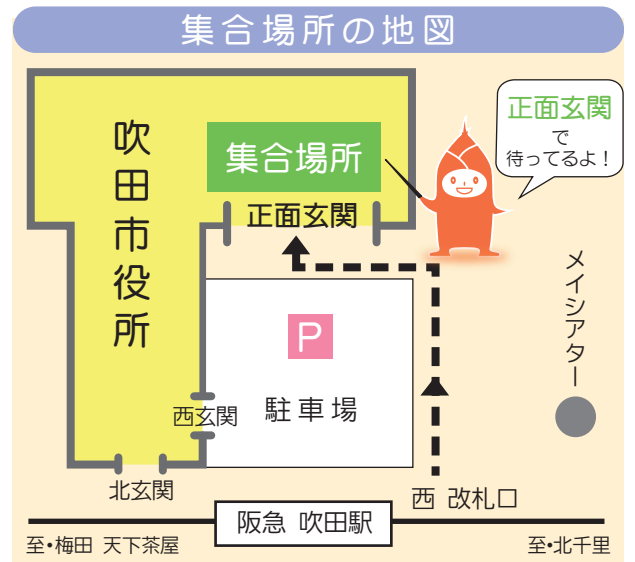 集合場所の地図
正面玄関
で
待ってるよ！
吹田市役所
集合場所
正面玄関
メイシアター
P
駐車場
西玄関
北玄関
西 改札口
阪急 吹田駅
至・梅田 天下茶屋
至・北千里